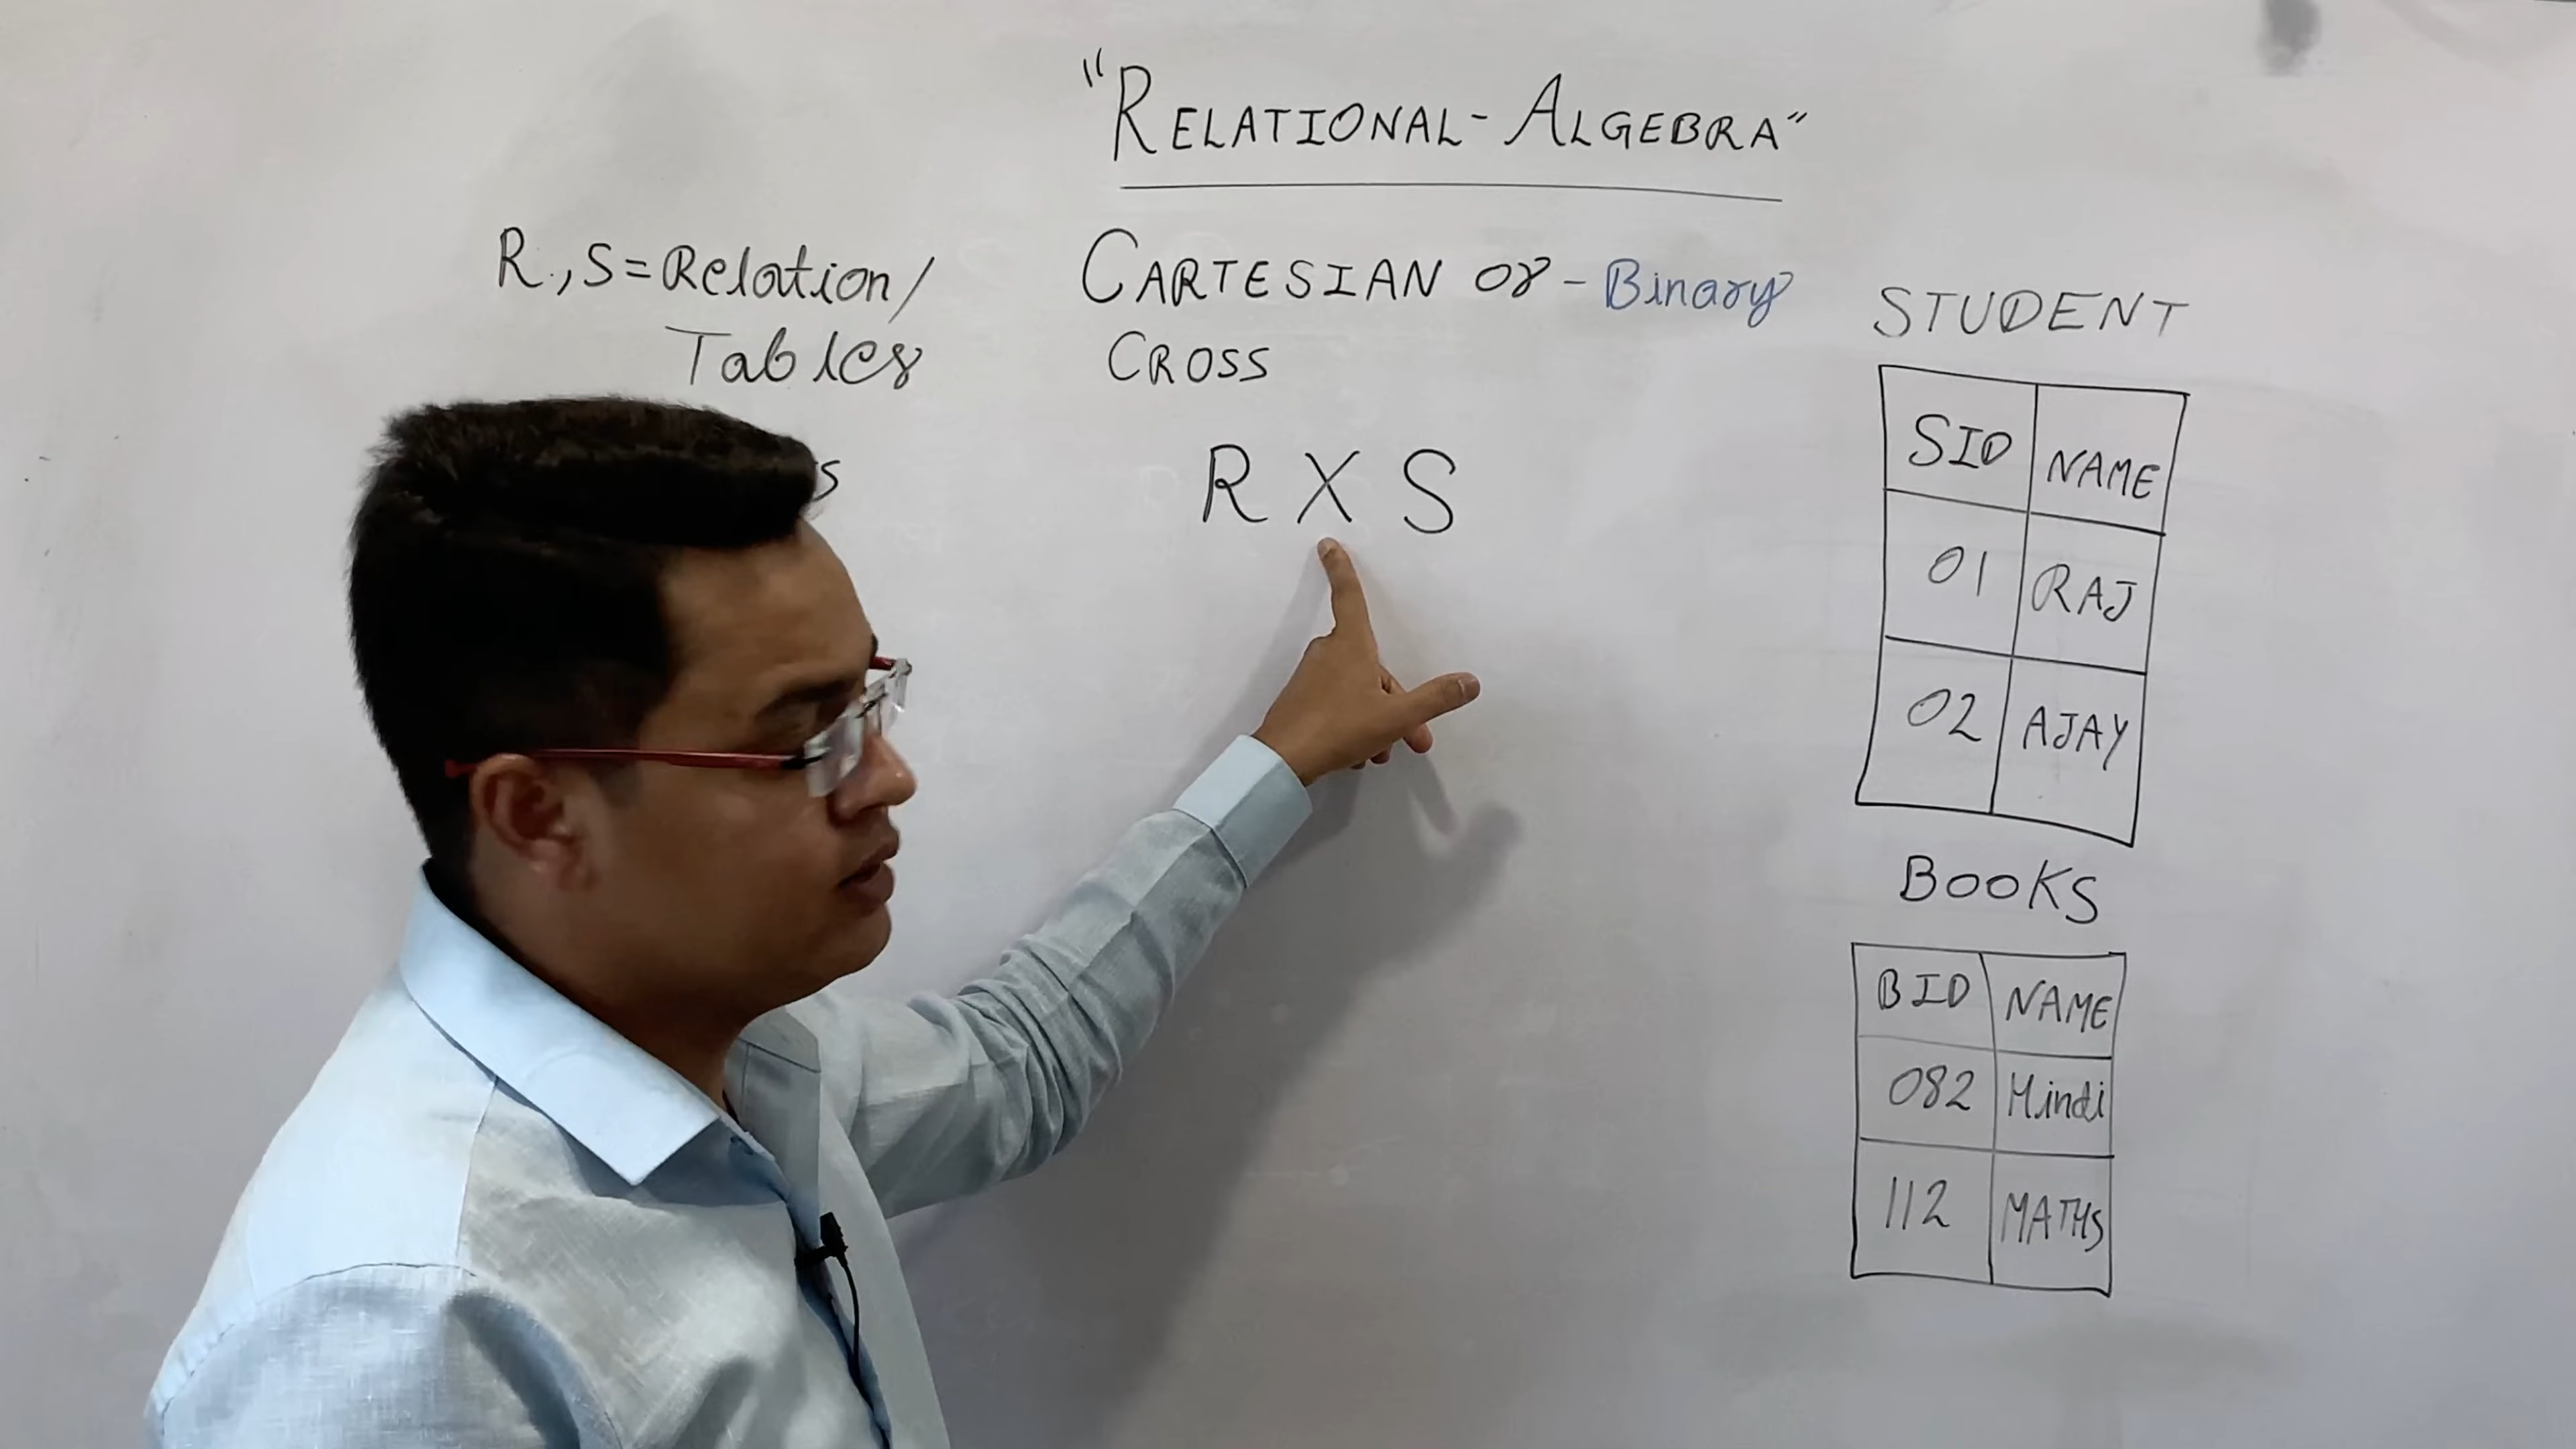 "RELATIONAL-ALGEBRA"
R,S=Relation/
Tables
CARTESIAN or - Binary
CROSS
R X S
STUDENT
SID NAME
01 RAJ
02 AJAY
BOOKS
BID NAME
082 Hindi
112 MATHS